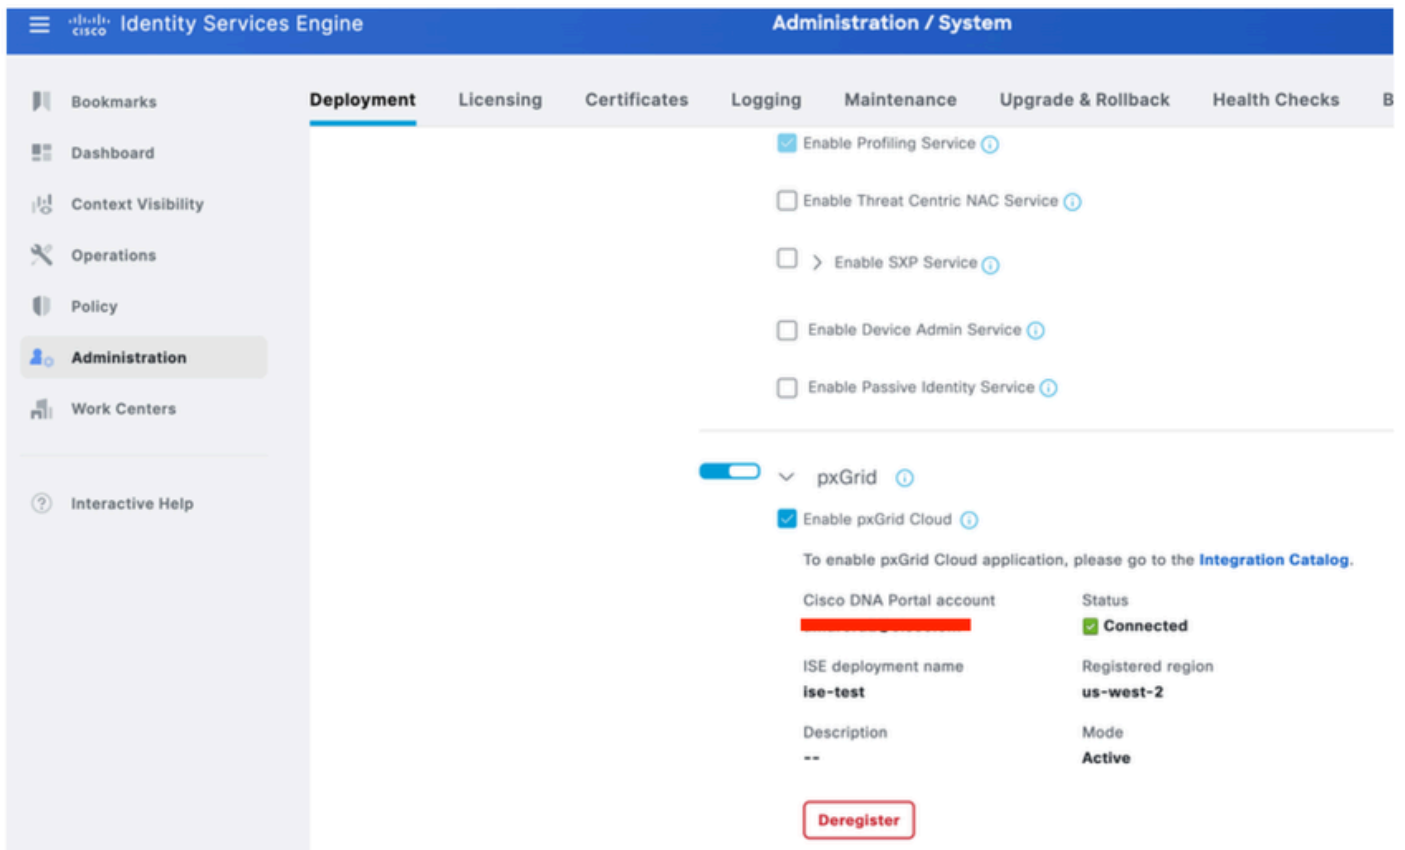 cisco Identity Services Engine
Administration / System
Bookmarks
Dashboard
Context Visibility
Operations
Policy
Administration
Work Centers
Interactive Help
Deployment Licensing Certificates Logging Maintenance Upgrade & Rollback Health Checks B
Enable Profiling Service
Enable Threat Centric NAC Service
Enable SXP Service
Enable Device Admin Service
Enable Passive Identity Service
pxGrid
Enable pxGrid Cloud
To enable pxGrid Cloud application, please go to the Integration Catalog.
Cisco DNA Portal account Status
Connected
ISE deployment name Registered region
ise-test us-west-2
Description Mode
-- Active
Deregister